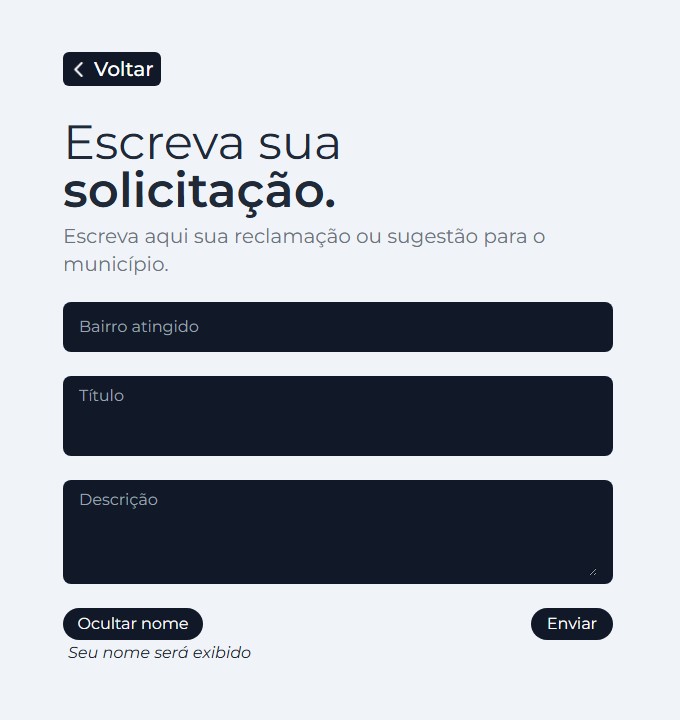 Voltar
Escreva sua
solicitação.
Escreva aqui sua reclamação ou sugestão para o
município.
Bairro atingido
Título
Descrição
Ocultar nome
Enviar
Seu nome será exibido